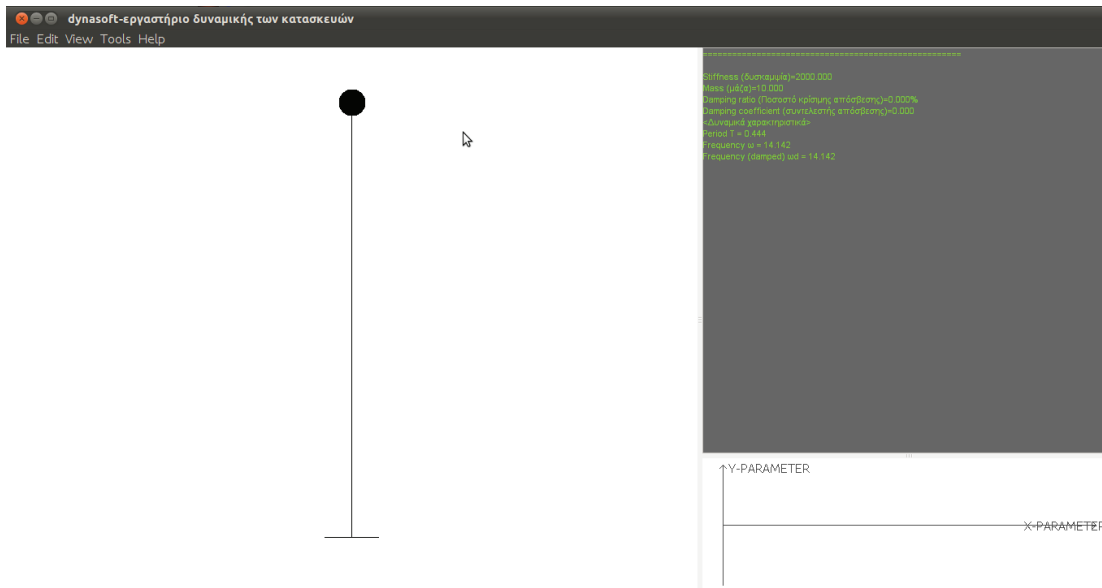 dynasoft-εργαστήριο δυναμικής των κατασκευών
File Edit View Tools Help
======================================================
Stiffness (δυσκαμψία)=2000.000
Mass (μάζα)=10.000
Damping ratio (Ποσοστό κρίσιμης απόσβεσης)=0.000%
Damping coefficient (συντελεστής απόσβεσης)=0.000
<Δυναμικά χαρακτηριστικά>
Period T = 0.444
Frequency ω = 14.142
Frequency (damped) ωd = 14.142
Y-PARAMETER
X-PARAMETER